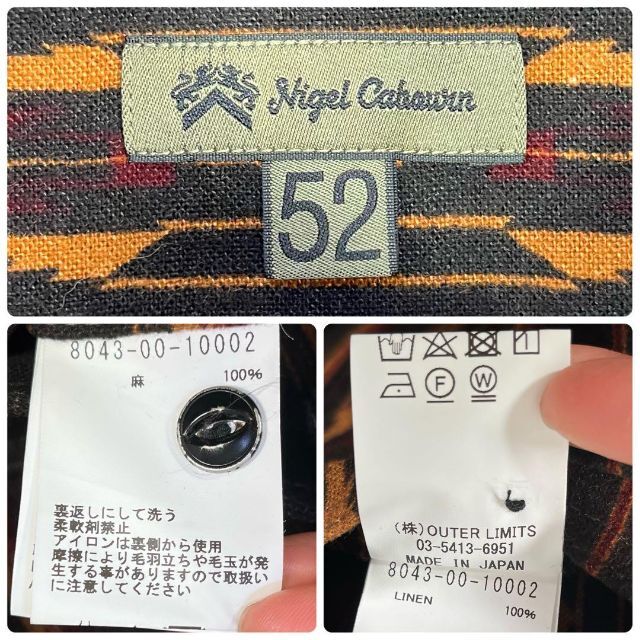 Nigel Cabourn
52
8043-00-10002
麻 100%
裏返しにして洗う
柔軟剤禁止
アイロンは裏側から使用
摩擦により毛羽立ちや毛玉が発
生する事がありますので取扱い
に注意してください
F W
(株)OUTER LIMITS
03-5413-6951
MADE IN JAPAN
8043-00-10002
LINEN 100%